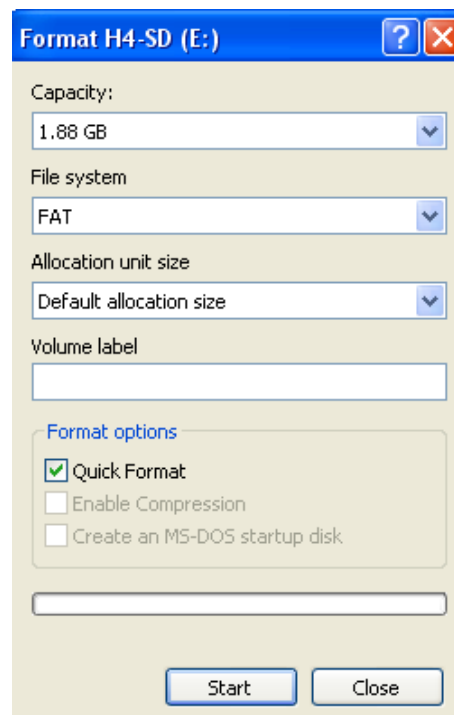 Format H4-SD (E:)
Capacity:
1.88 GB
File system
FAT
Allocation unit size
Default allocation size
Volume label
Format options
Quick Format
Enable Compression
Create an MS-DOS startup disk
Start
Close